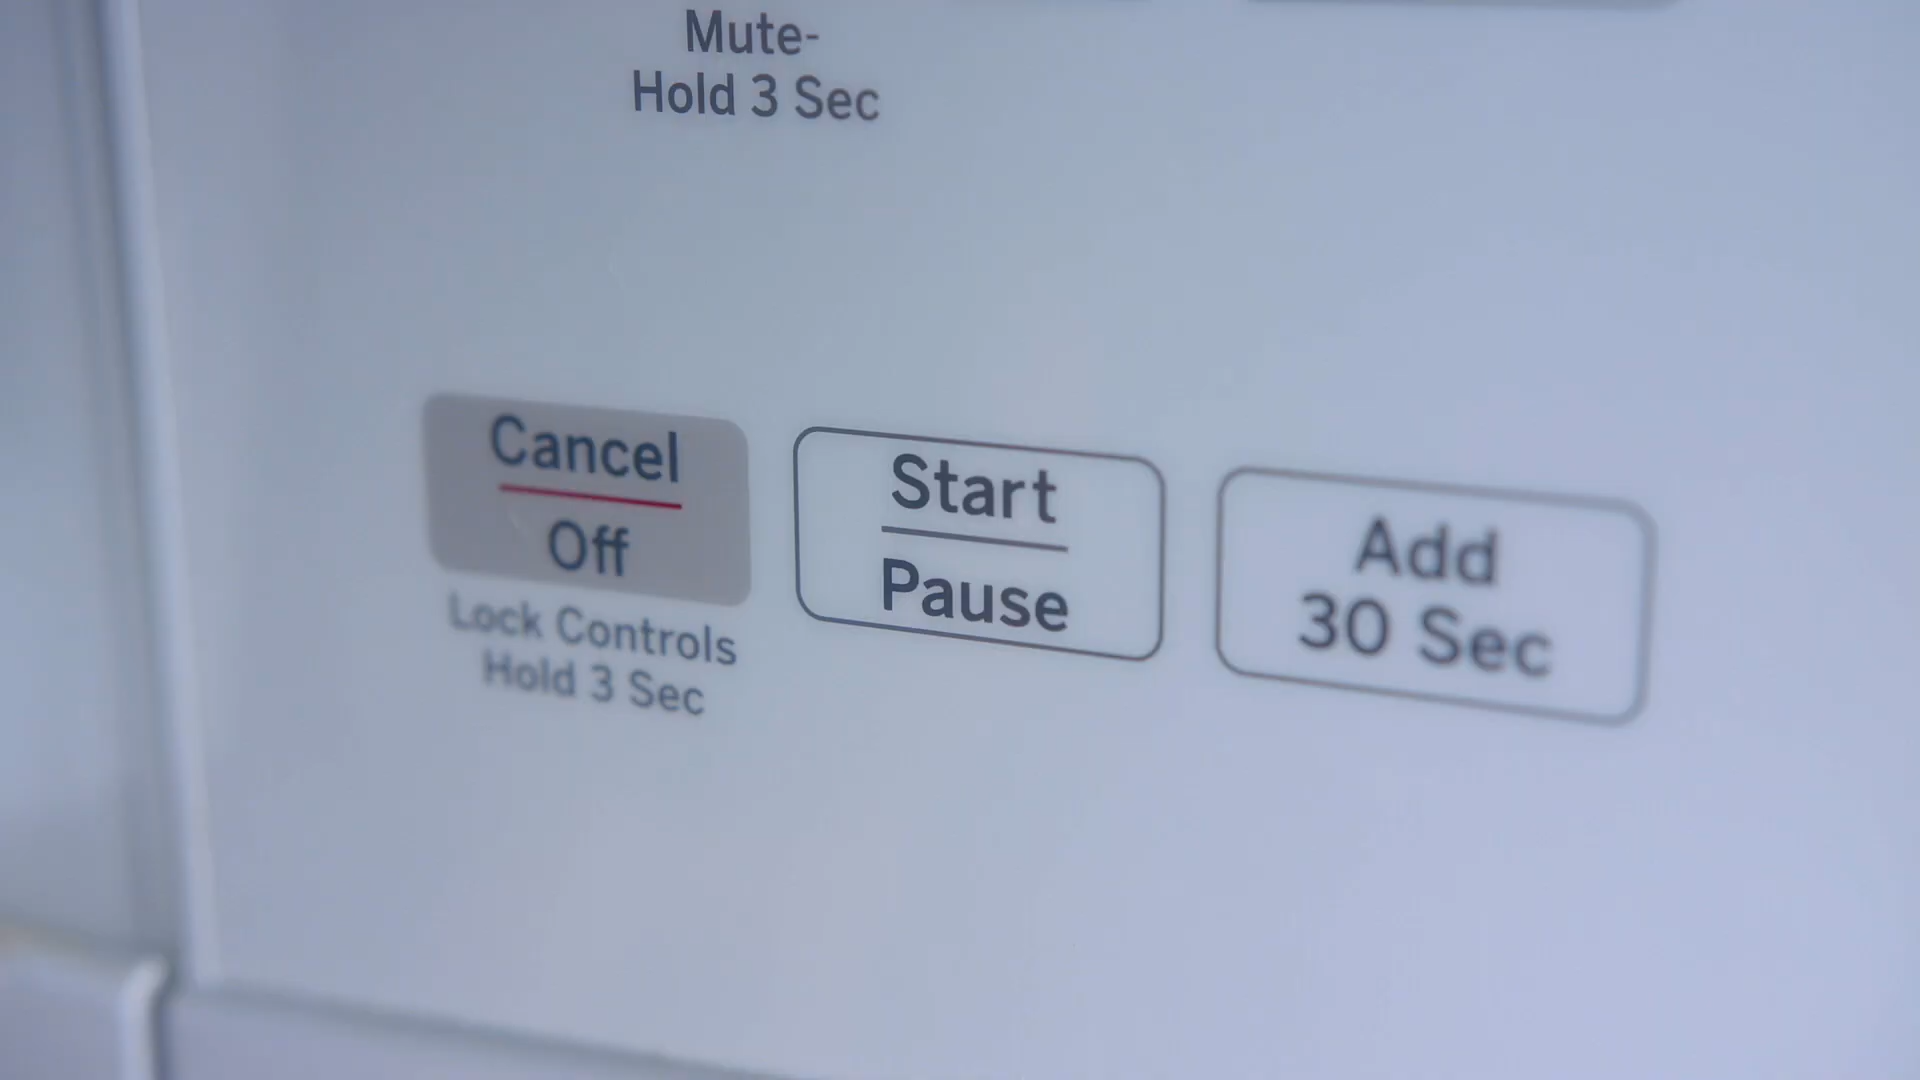 Mute-
Hold 3 Sec
Cancel
Off
Lock Controls
Hold 3 Sec
Start
Pause
Add
30 Sec